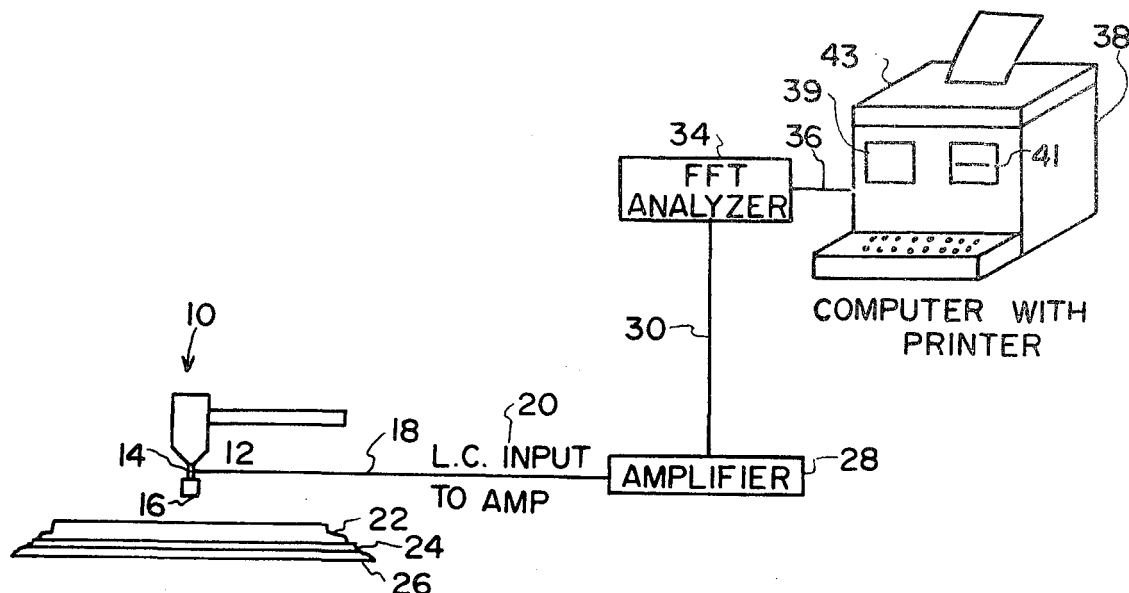 38
43
39
34
36
41
FFT
ANALYZER
COMPUTER WITH
PRINTER
30
10
20
18
L.C. INPUT
TO AMP
14
12
16
AMPLIFIER
28
22
24
26